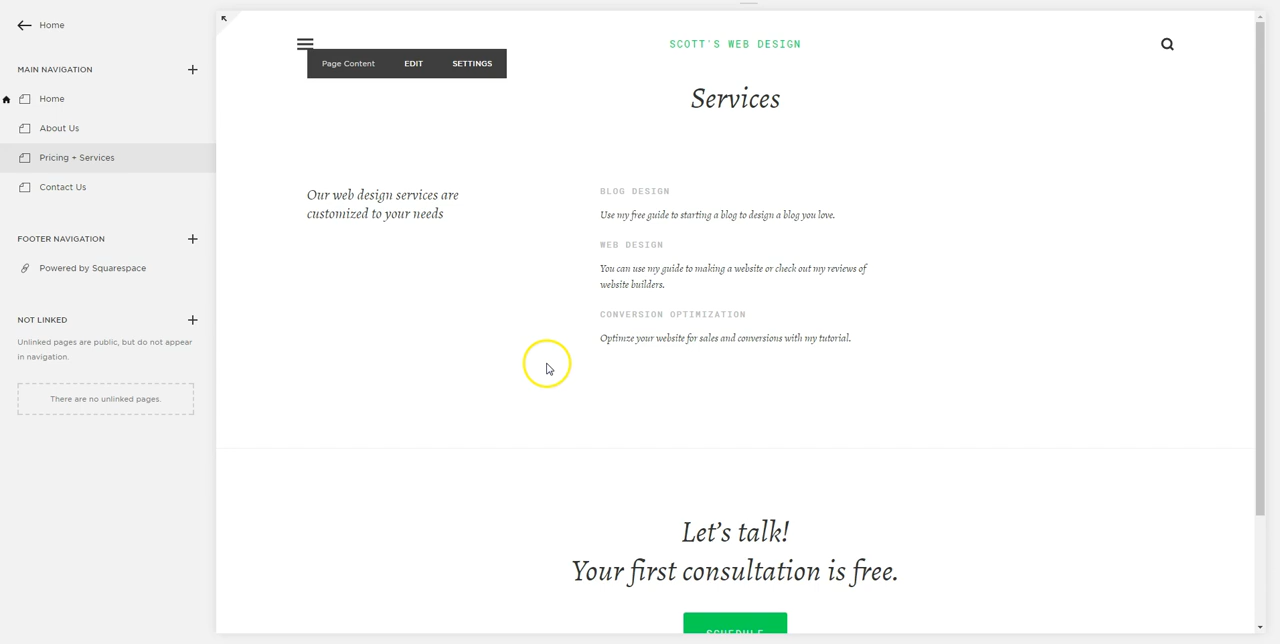 Home
MAIN NAVIGATION
Home
About Us
Pricing + Services
Contact Us
FOOTER NAVIGATION
Powered by Squarespace
NOT LINKED
Unlinked pages are public, but do not appear
in navigation.
There are no unlinked pages.
SCOTT'S WEB DESIGN
Page Content EDIT SETTINGS
Services
Our web design services are
customized to your needs
BLOG DESIGN
Use my free guide to starting a blog to design a blog you love.
WEB DESIGN
You can use my guide to making a website or check out my reviews of
website builders.
CONVERSION OPTIMIZATION
Optimze your website for sales and conversions with my tutorial.
Let's talk!
Your first consultation is free.
SCHEDULE